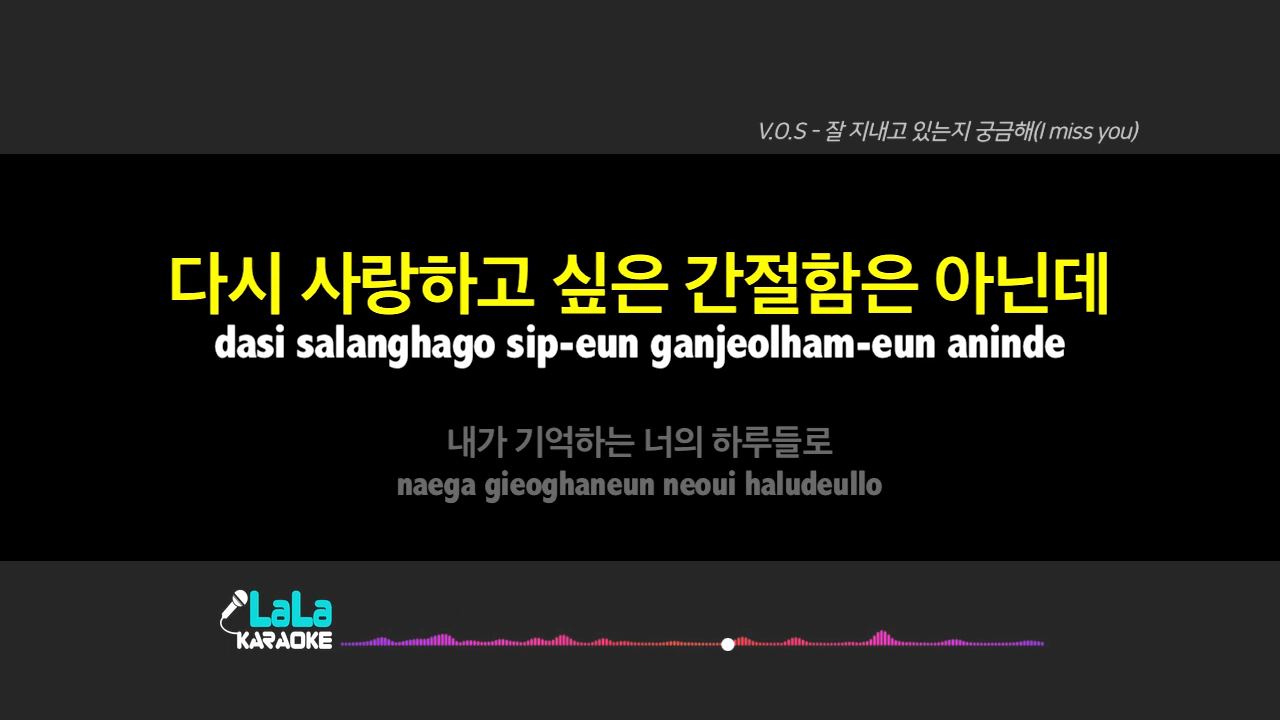 V.O.S - 잘 지내고 있는지 궁금해(I miss you)
다시 사랑하고 싶은 간절함은 아닌데
dasi salanghago sip-eun ganjeolham-eun aninde
내가 기억하는 너의 하루들로
naega gieoghaneun neoui haludeullo
LaLa
KARAOKE